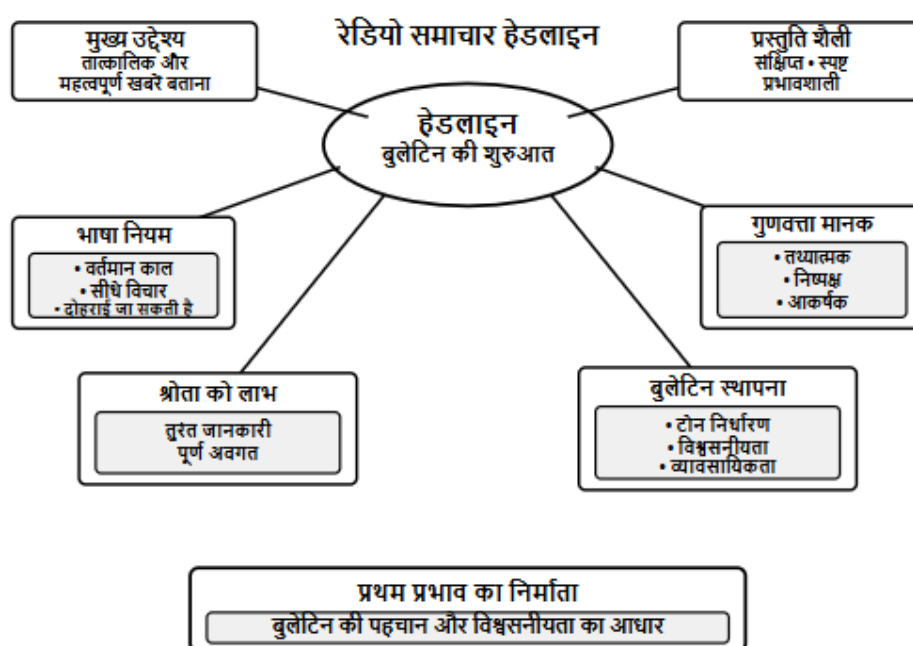 रेडियो समाचार हेडलाइन
मुख्य उद्देश्य
तात्कालिक और
महत्वपूर्ण खबरें बताना
प्रस्तुति शैली
संक्षिप्त • स्पष्ट
प्रभावशाली
हेडलाइन
बुलेटिन की शुरुआत
भाषा नियम
• वर्तमान काल
• सीधे विचार
• दोहराई जा सकती है
गुणवत्ता मानक
• तथ्यात्मक
• निष्पक्ष
• आकर्षक
श्रोता को लाभ
तुरंत जानकारी
पूर्ण अवगत
बुलेटिन स्थापना
• टोन निर्धारण
• विश्वसनीयता
• व्यावसायिकता
प्रथम प्रभाव का निर्माता
बुलेटिन की पहचान और विश्वसनीयता का आधार